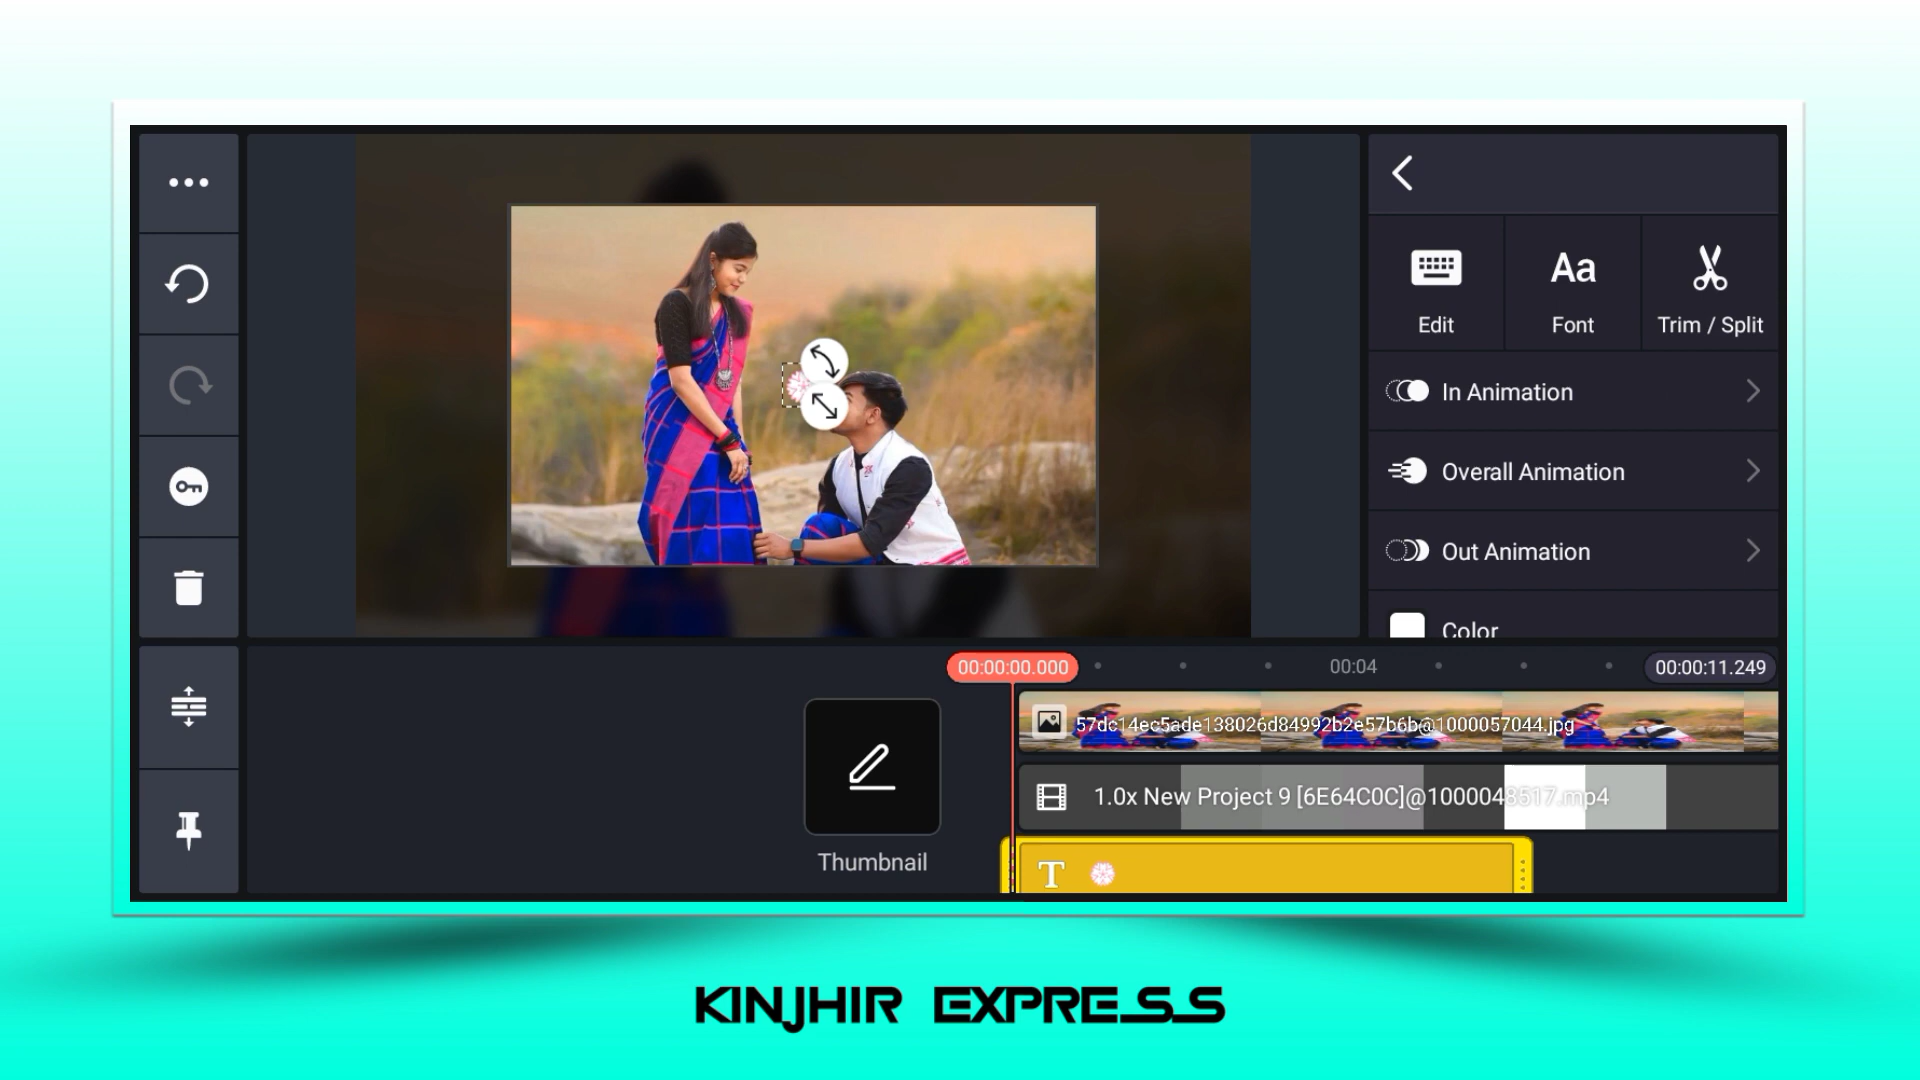 Edit
Font
Trim / Split
In Animation
Overall Animation
Out Animation
Color
00:00:00.000
00:04
00:00:11.249
57dc14ec5ade138026d84992b2e57b6b@1000057044.jpg
1.0x New Project 9 [6E64C0C]@1000048517.mp4
Thumbnail
KINJHIR EXPRESS